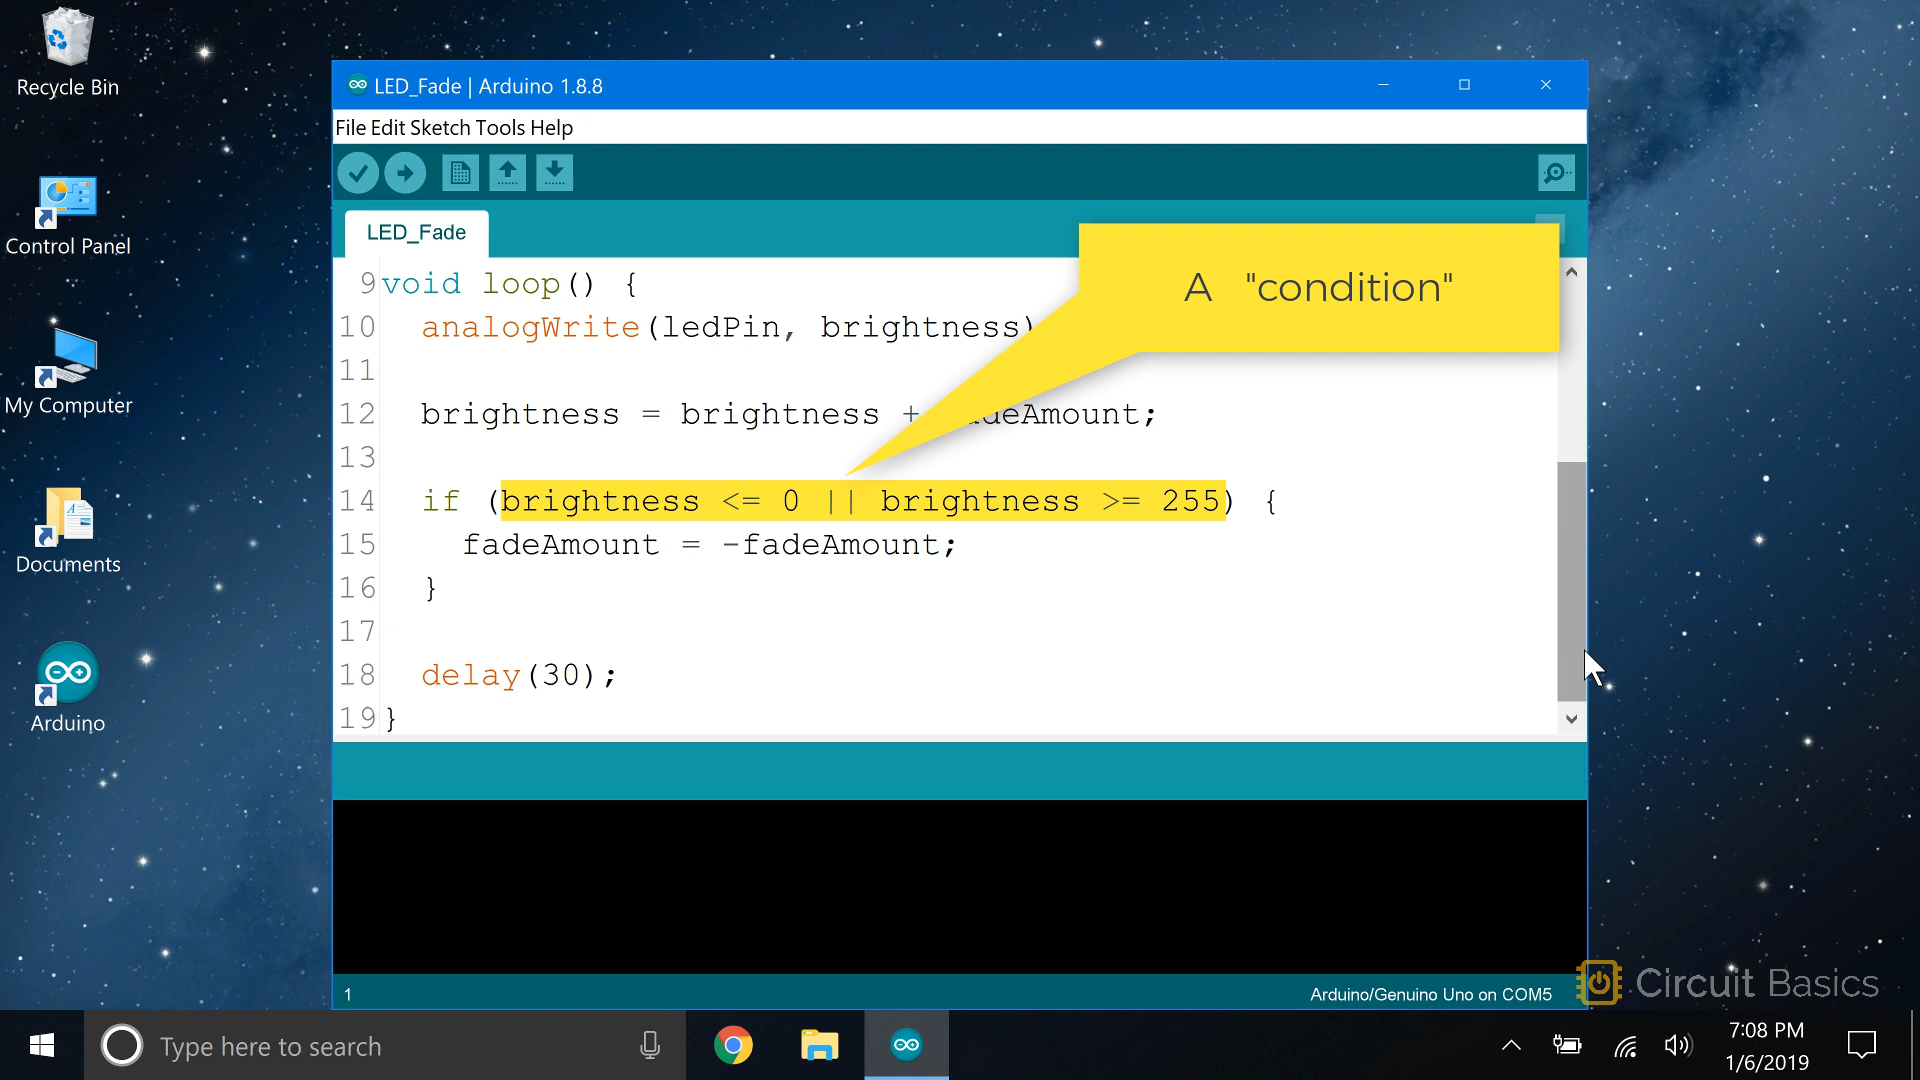 Recycle Bin
Control Panel
My Computer
Documents
Arduino
LED_Fade | Arduino 1.8.8
File Edit Sketch Tools Help
LED_Fade
A "condition"
9 void loop() {
10 analogWrite(ledPin, brightness)
11
12 brightness = brightness + deAmount;
13
14 if (brightness <= 0 || brightness >= 255) {
15 fadeAmount = -fadeAmount;
16 }
17
18 delay(30);
19 }
1
Arduino/Genuino Uno on COM5
Circuit Basics
Type here to search
7:08 PM
1/6/2019